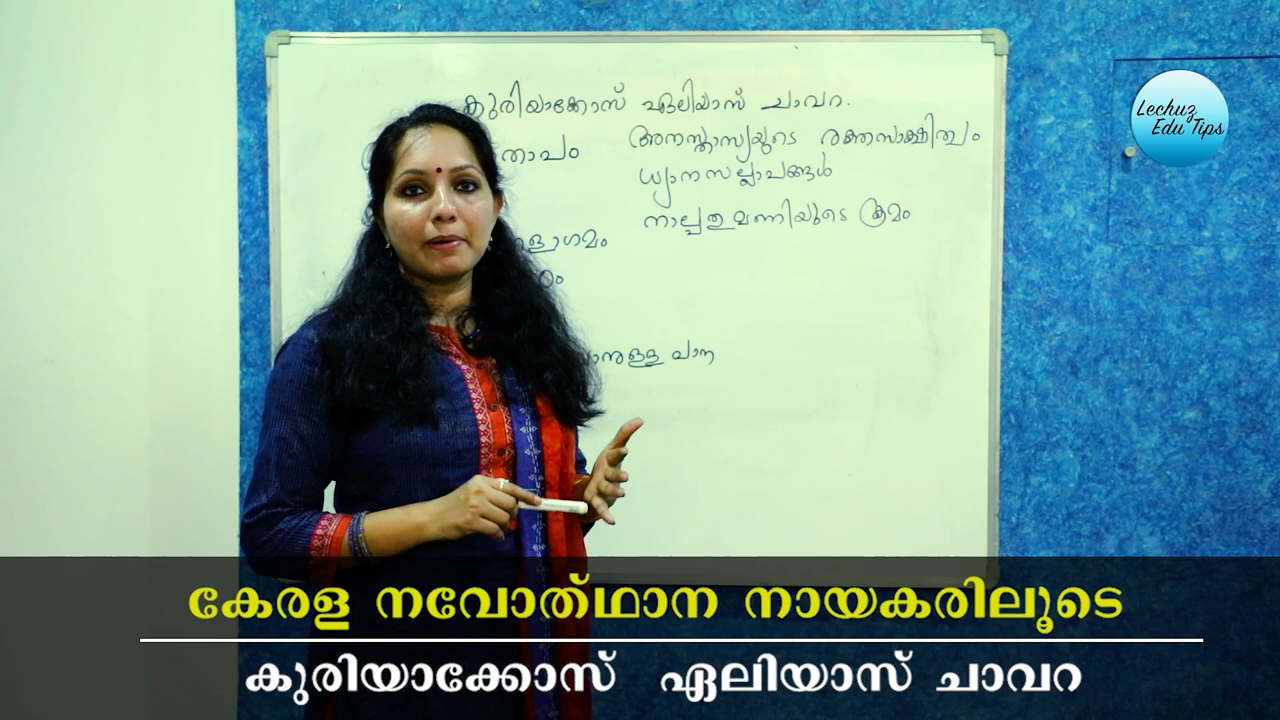 കുരിയാക്കോസ് ഏലിയാസ് ചാവറ.
താപം
അനസ്താസ്യയുടെ രക്തസാക്ഷിത്വം
ധ്യാനസല്ലാപങ്ങൾ
നാല്പതുമണിയുടെ ക്രമം
പാന
Lechuz
Edu Tips
കേരള നവോത്ഥാന നായകരിലൂടെ
കുരിയാക്കോസ് ഏലിയാസ് ചാവറ